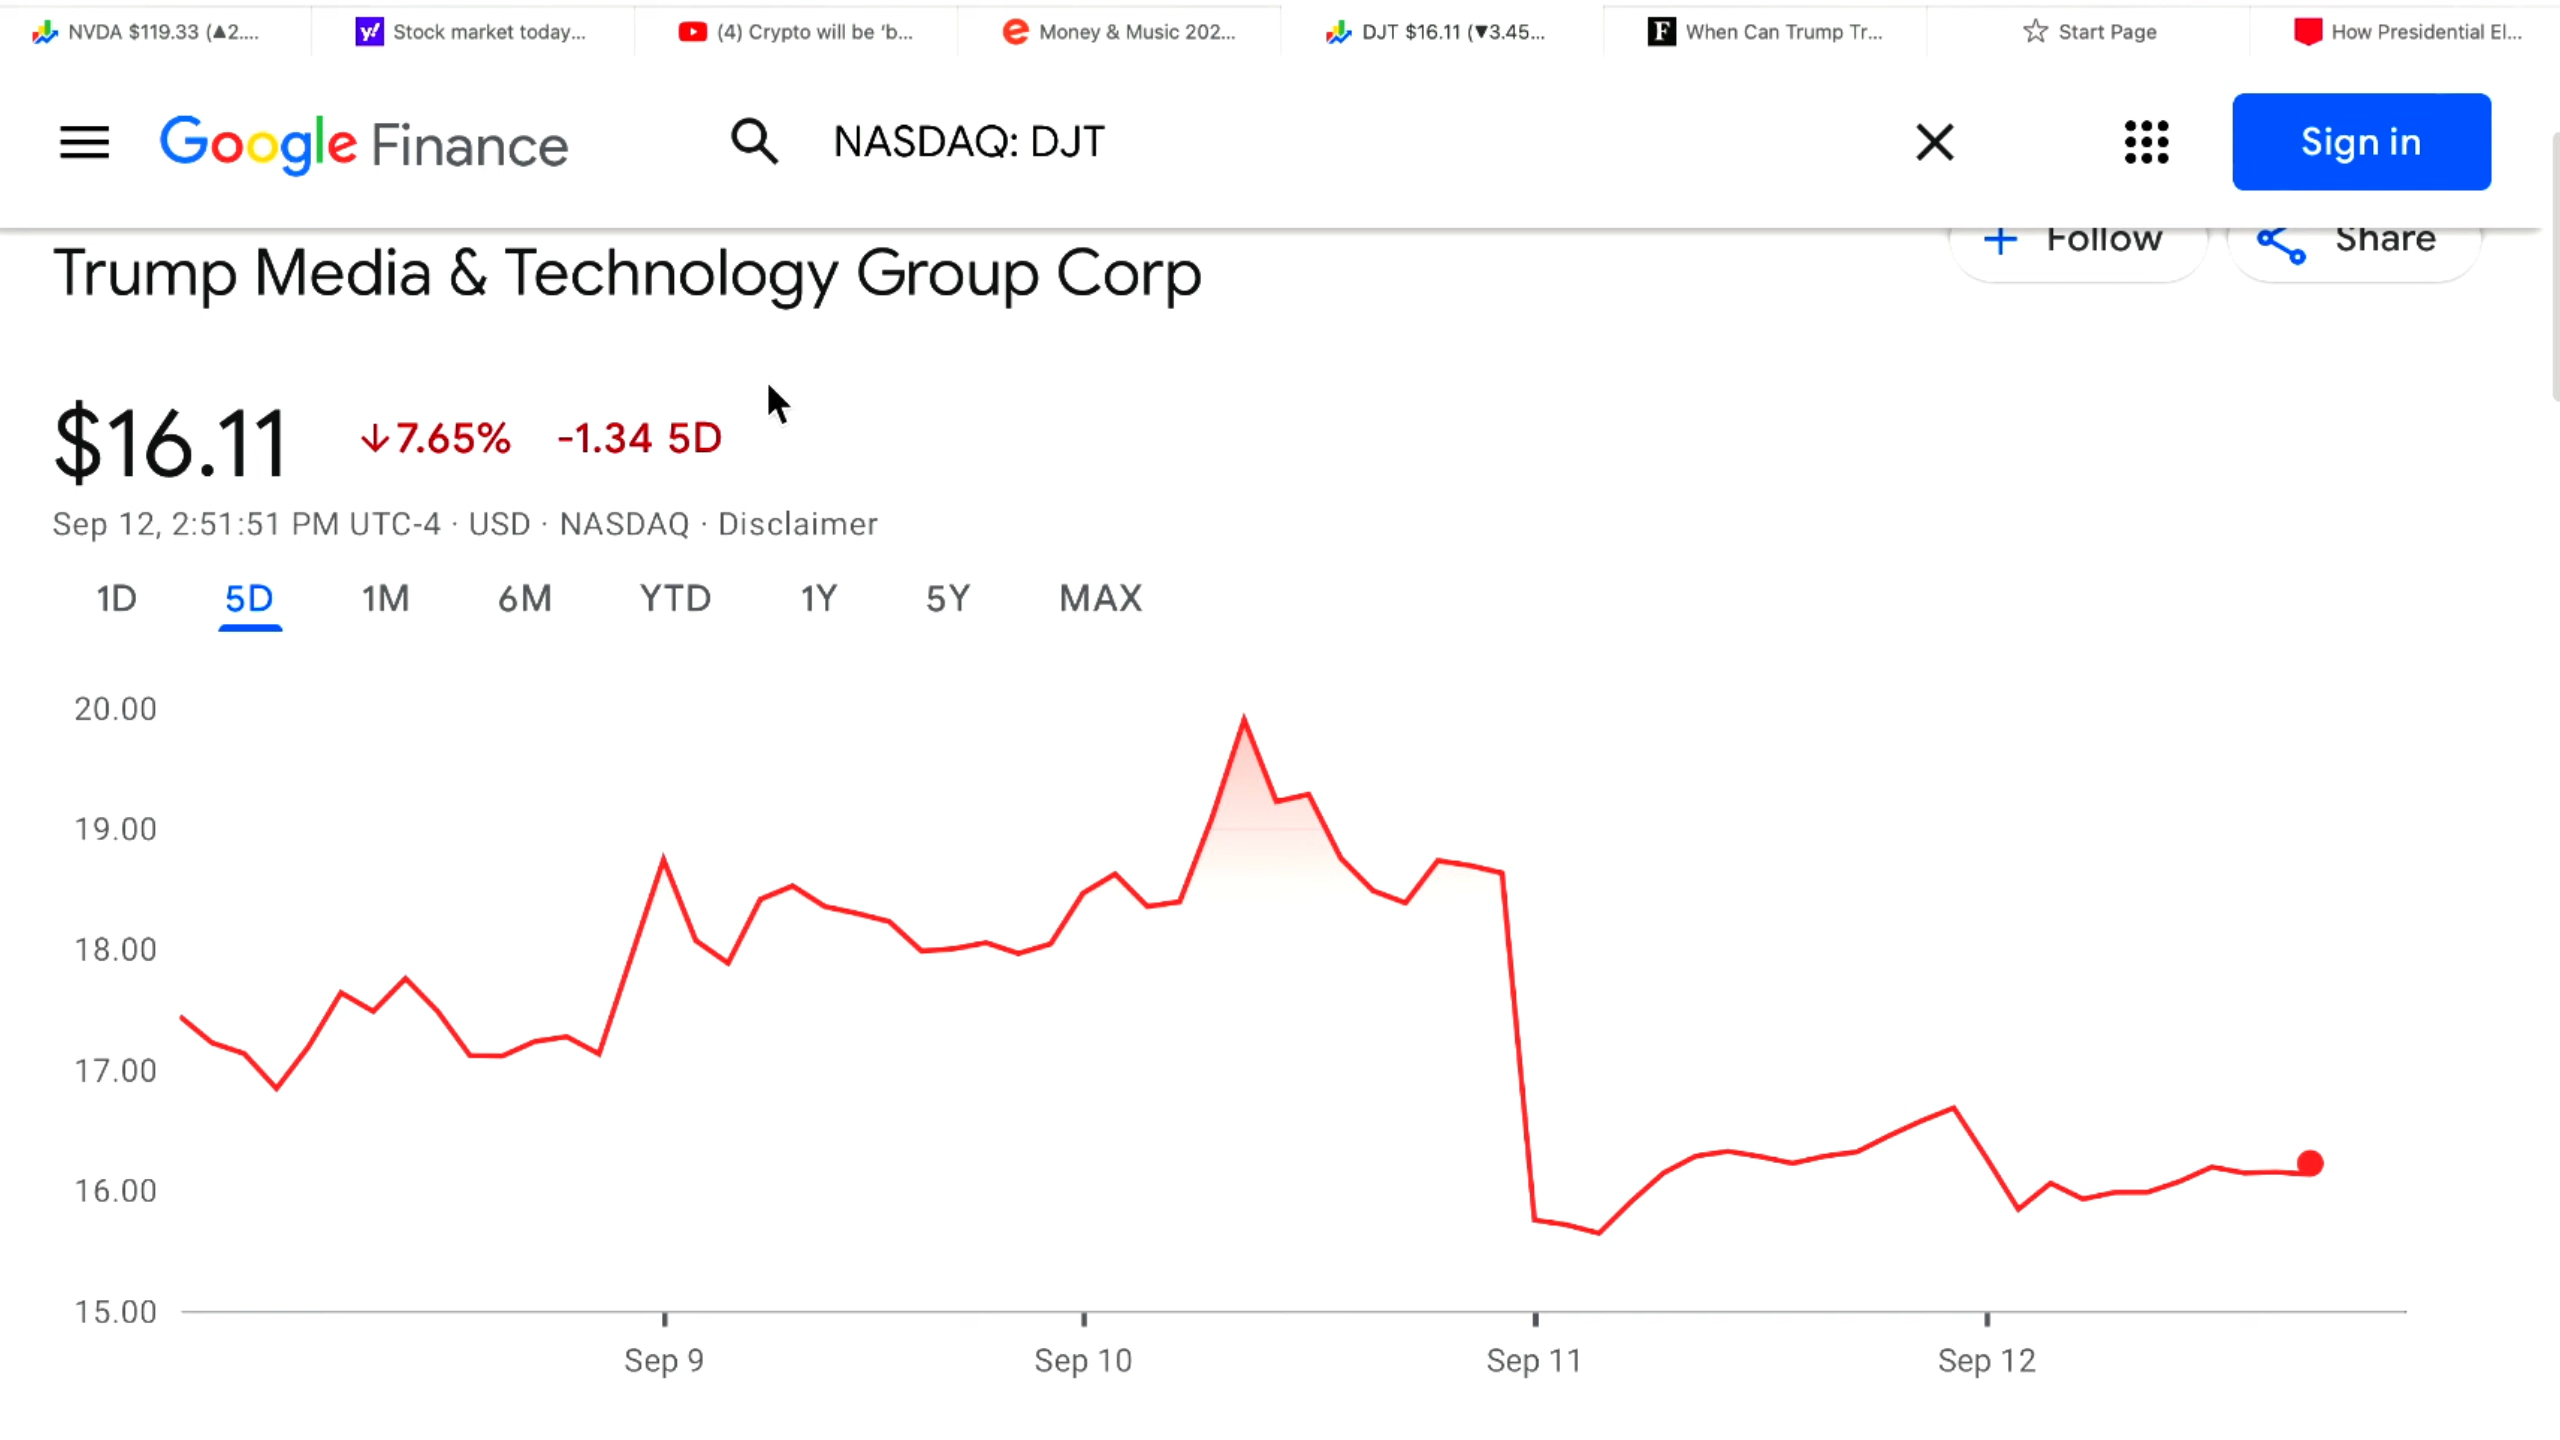 NVDA $119.33 (▲2....
Stock market today...
(4) Crypto will be 'b...
Money & Music 202...
DJT $16.11 (▼3.45...
When Can Trump Tr...
Start Page
How Presidential El...
Google Finance
NASDAQ: DJT
Sign in
Trump Media & Technology Group Corp
+ Follow
Share
$16.11 ↓7.65% -1.34 5D
Sep 12, 2:51:51 PM UTC-4 · USD · NASDAQ · Disclaimer
1D 5D 1M 6M YTD 1Y 5Y MAX
20.00
19.00
18.00
17.00
16.00
15.00
Sep 9 Sep 10 Sep 11 Sep 12